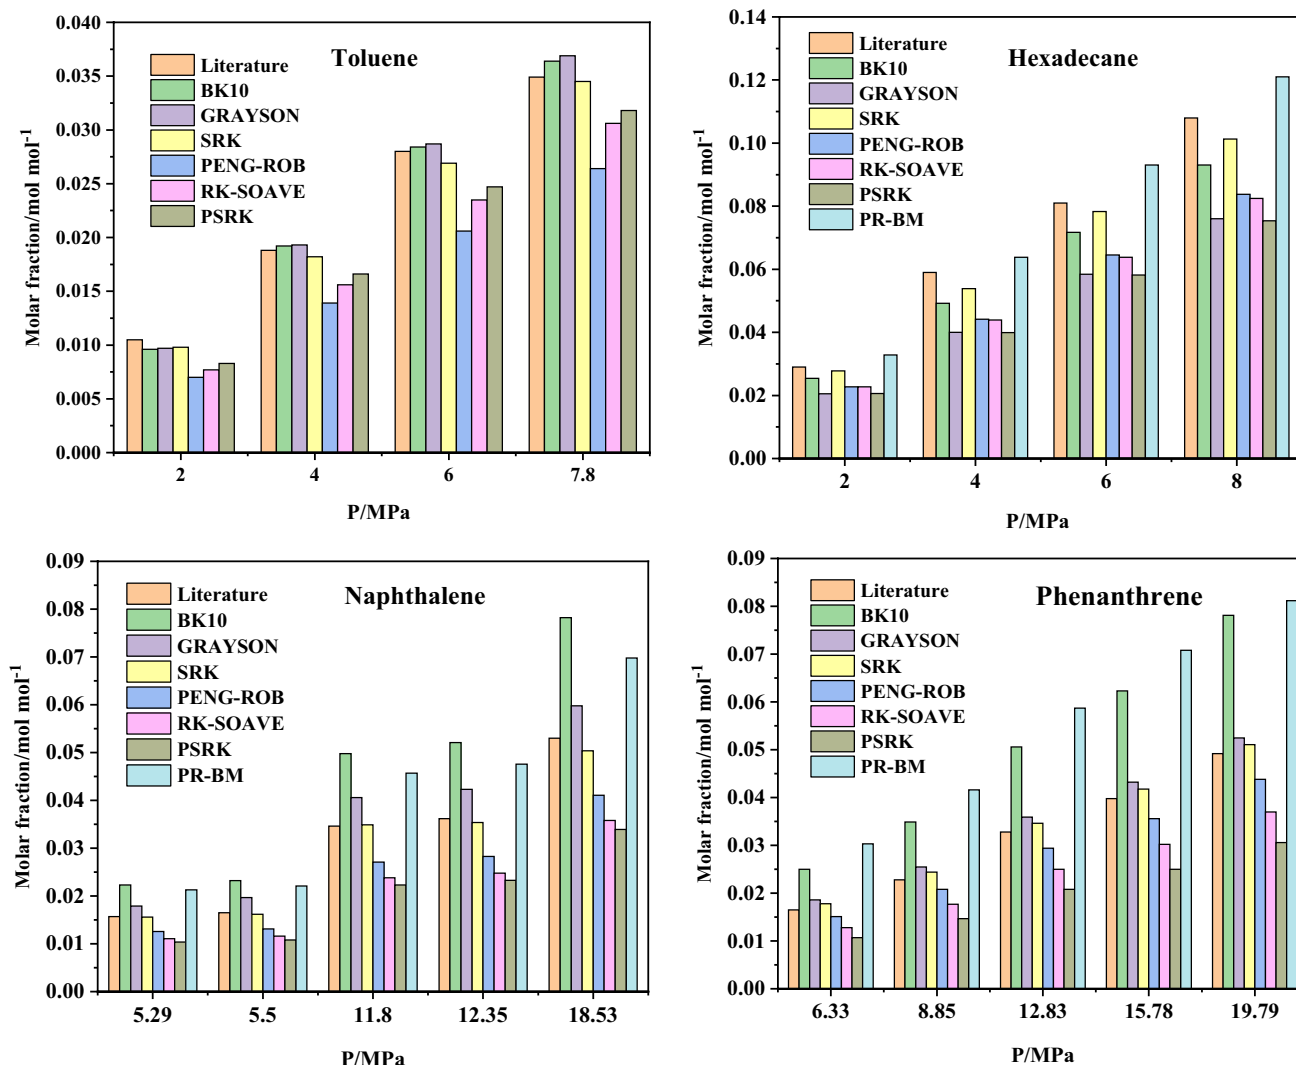 Toluene
Literature
BK10
GRAYSON
SRK
PENG-ROB
RK-SOAVE
PSRK
Molar fraction/mol mol⁻¹
0.040
0.035
0.030
0.025
0.020
0.015
0.010
0.005
0.000
2 4 6 7.8
P/MPa
Hexadecane
Literature
BK10
GRAYSON
SRK
PENG-ROB
RK-SOAVE
PSRK
PR-BM
Molar fraction/mol mol⁻¹
0.14
0.12
0.10
0.08
0.06
0.04
0.02
0.00
2 4 6 8
P/MPa
Naphthalene
Literature
BK10
GRAYSON
SRK
PENG-ROB
RK-SOAVE
PSRK
PR-BM
Molar fraction/mol mol⁻¹
0.09
0.08
0.07
0.06
0.05
0.04
0.03
0.02
0.01
0.00
5.29 5.5 11.8 12.35 18.53
P/MPa
Phenanthrene
Literature
BK10
GRAYSON
SRK
PENG-ROB
RK-SOAVE
PSRK
PR-BM
Molar fraction/mol mol⁻¹
0.09
0.08
0.07
0.06
0.05
0.04
0.03
0.02
0.01
0.00
6.33 8.85 12.83 15.78 19.79
P/MPa